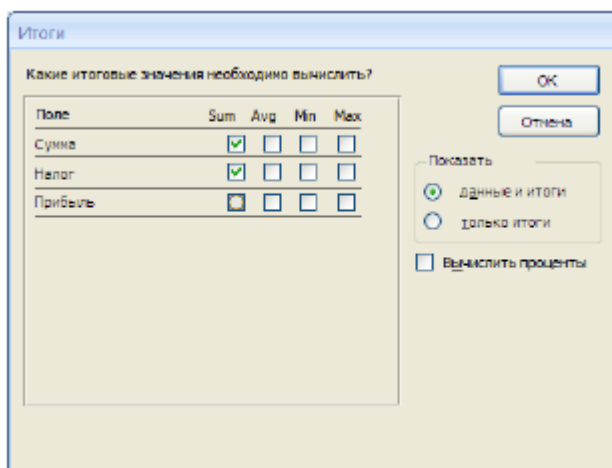 Итоги
Какие итоговые значения необходимо вычислить?
OK
Отмена
Поле Sum Avg Min Max
Сумма
Налог
Прибыль
Показать
данные и итоги
только итоги
Вычислить проценты